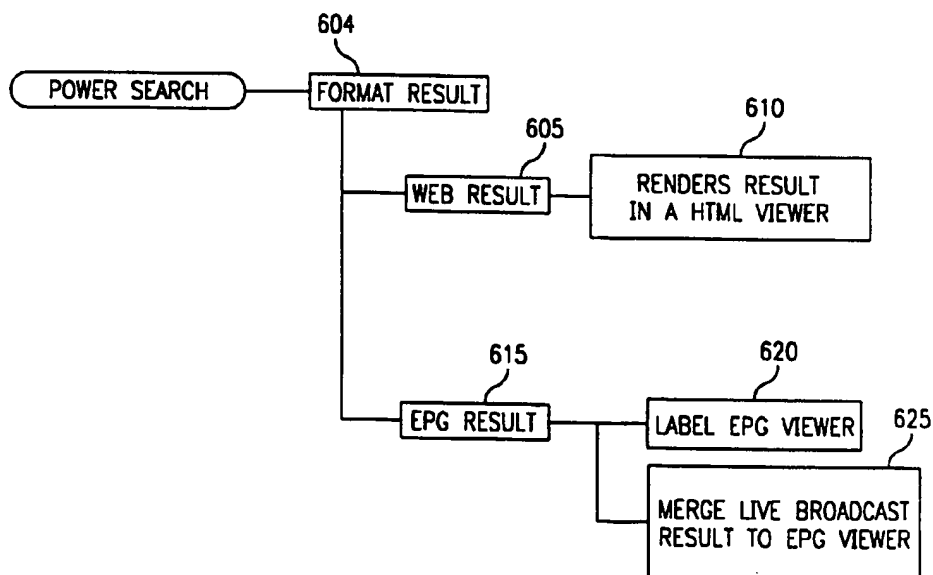 604
POWER SEARCH
FORMAT RESULT
605
WEB RESULT
610
RENDERS RESULT
IN A HTML VIEWER
615
EPG RESULT
620
LABEL EPG VIEWER
625
MERGE LIVE BROADCAST
RESULT TO EPG VIEWER